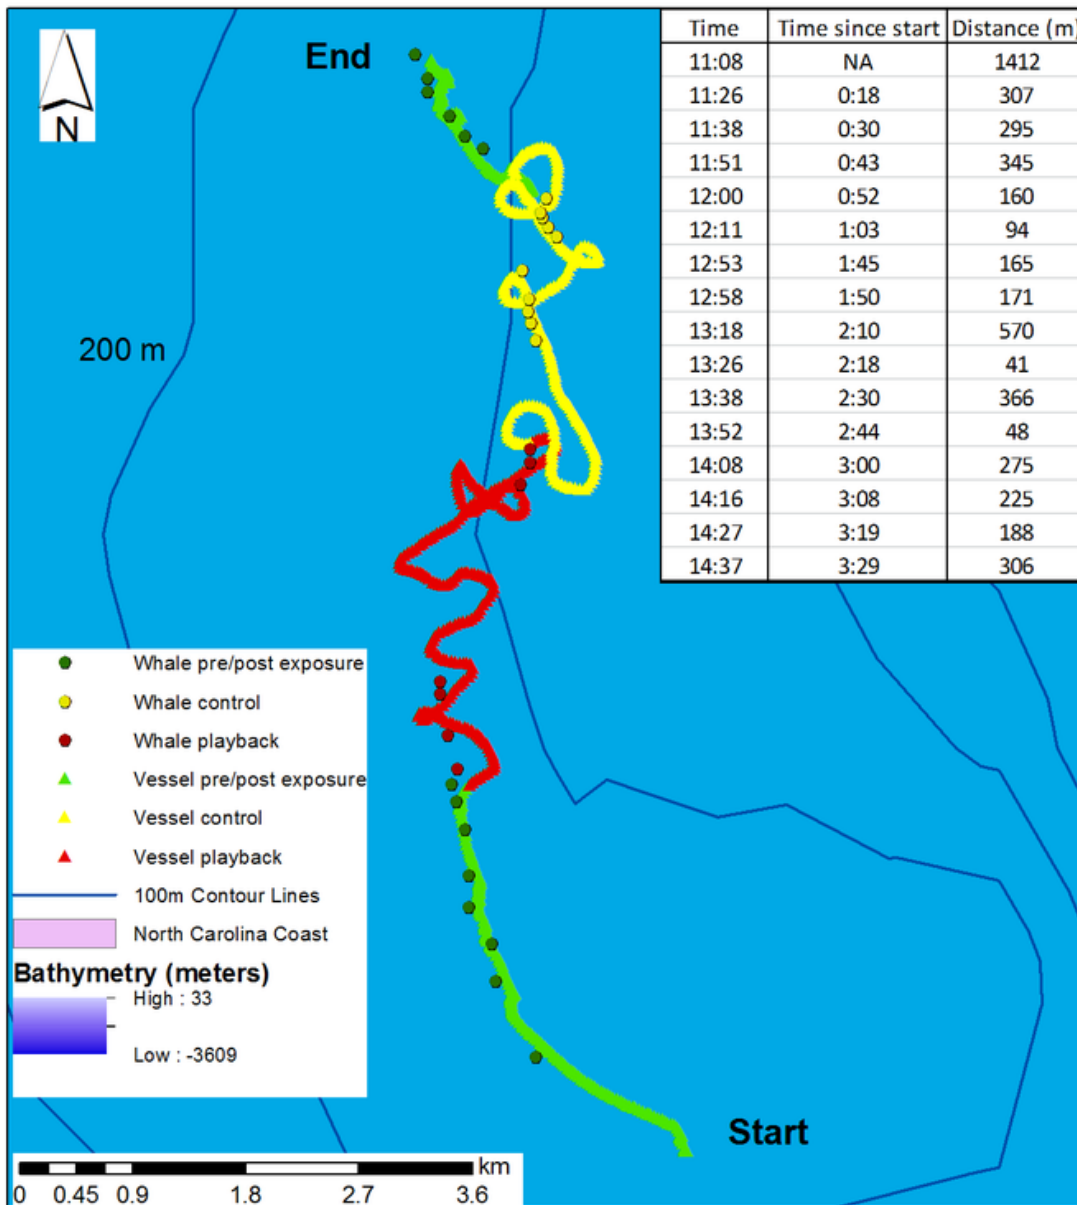 Time Time since start Distance (m)
11:08 NA 1412
11:26 0:18 307
11:38 0:30 295
11:51 0:43 345
12:00 0:52 160
12:11 1:03 94
12:53 1:45 165
12:58 1:50 171
13:18 2:10 570
13:26 2:18 41
13:38 2:30 366
13:52 2:44 48
14:08 3:00 275
14:16 3:08 225
14:27 3:19 188
14:37 3:29 306
N
End
200 m
Whale pre/post exposure
Whale control
Whale playback
Vessel pre/post exposure
Vessel control
Vessel playback
100m Contour Lines
North Carolina Coast
Bathymetry (meters)
High : 33
Low : -3609
Start
km
0 0.45 0.9 1.8 2.7 3.6